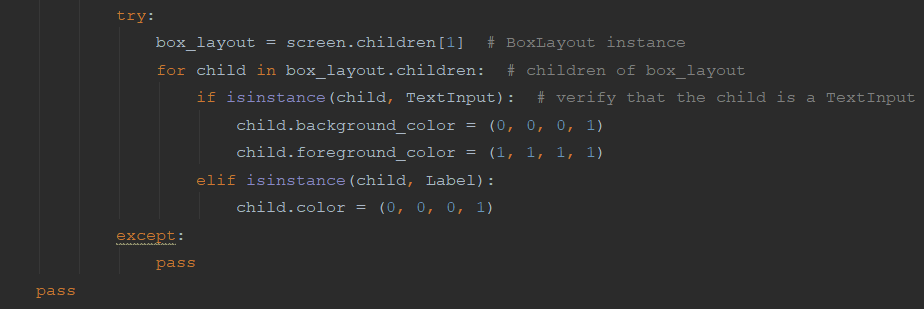 try:
box_layout = screen.children[1]  # BoxLayout instance
for child in box_layout.children:  # children of box_layout
if isinstance(child, TextInput):  # verify that the child is a TextInput
child.background_color = (0, 0, 0, 1)
child.foreground_color = (1, 1, 1, 1)
elif isinstance(child, Label):
child.color = (0, 0, 0, 1)
except:
pass
pass